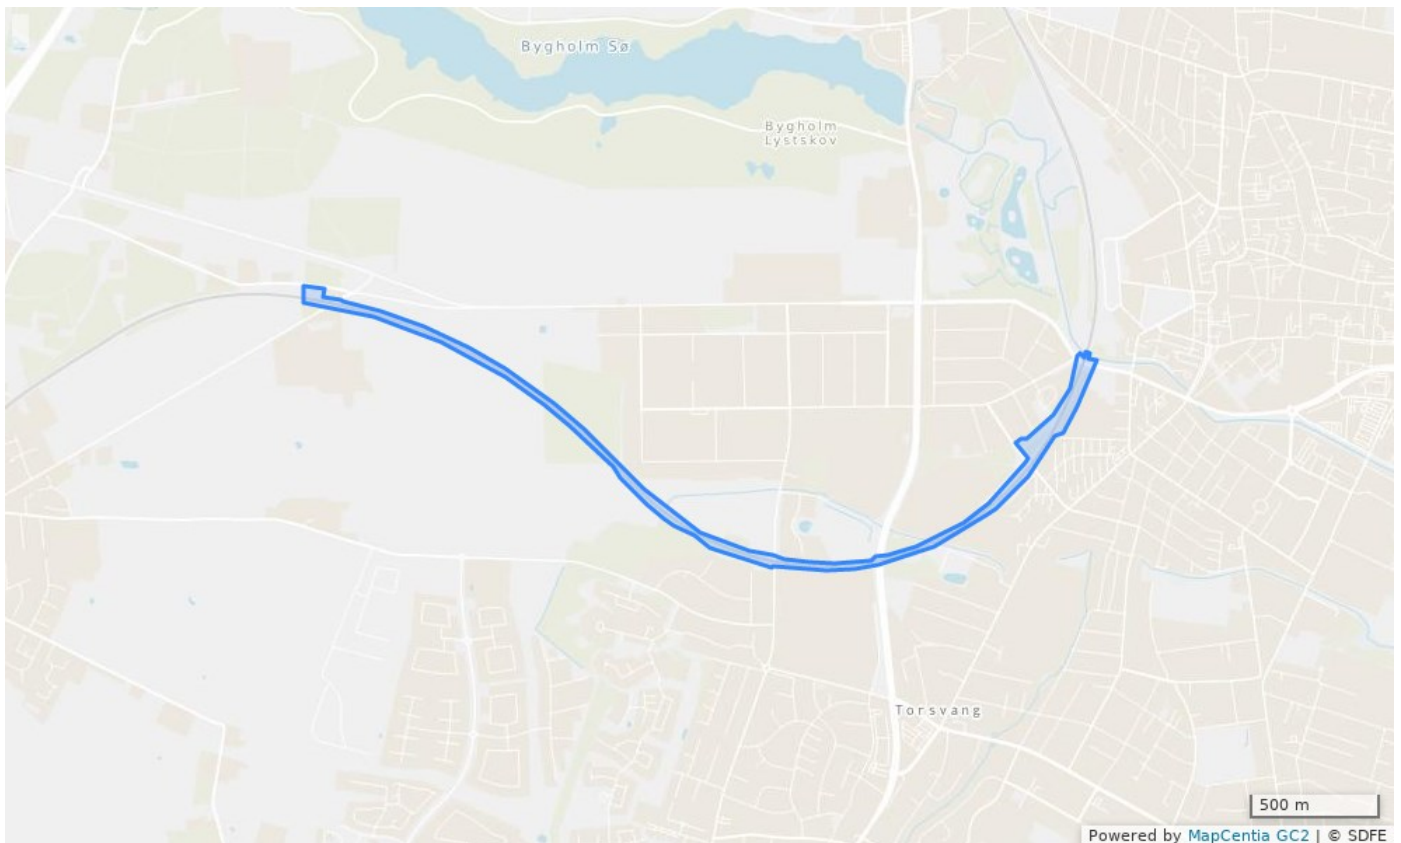 Bygholm Sø
Bygholm
Lystskov
Torsvang
500 m
Powered by MapCentia GC2 | © SDFE